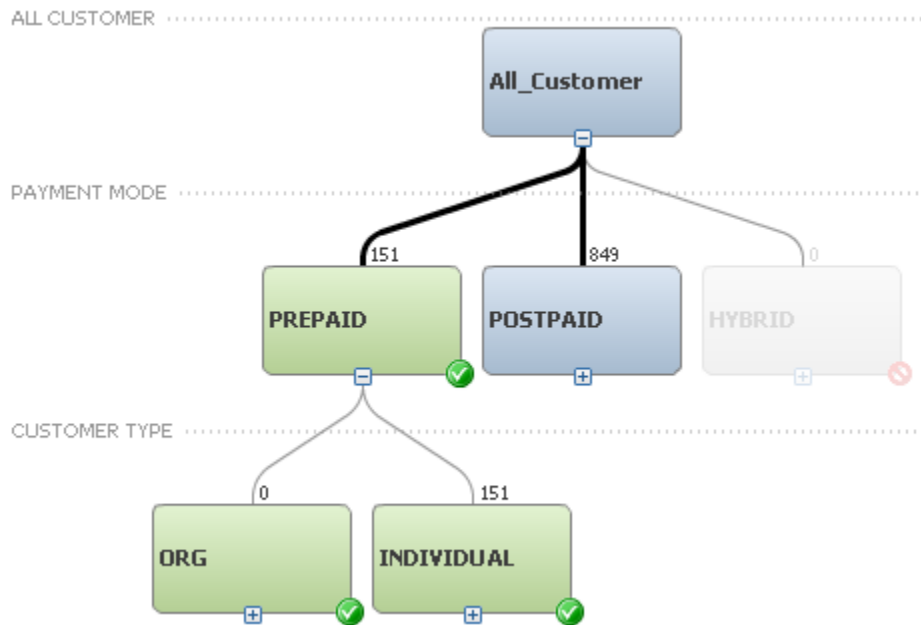 ALL CUSTOMER
All_Customer
PAYMENT MODE
151
849
0
PREPAID
POSTPAID
HYBRID
CUSTOMER TYPE
0
151
ORG
INDIVIDUAL